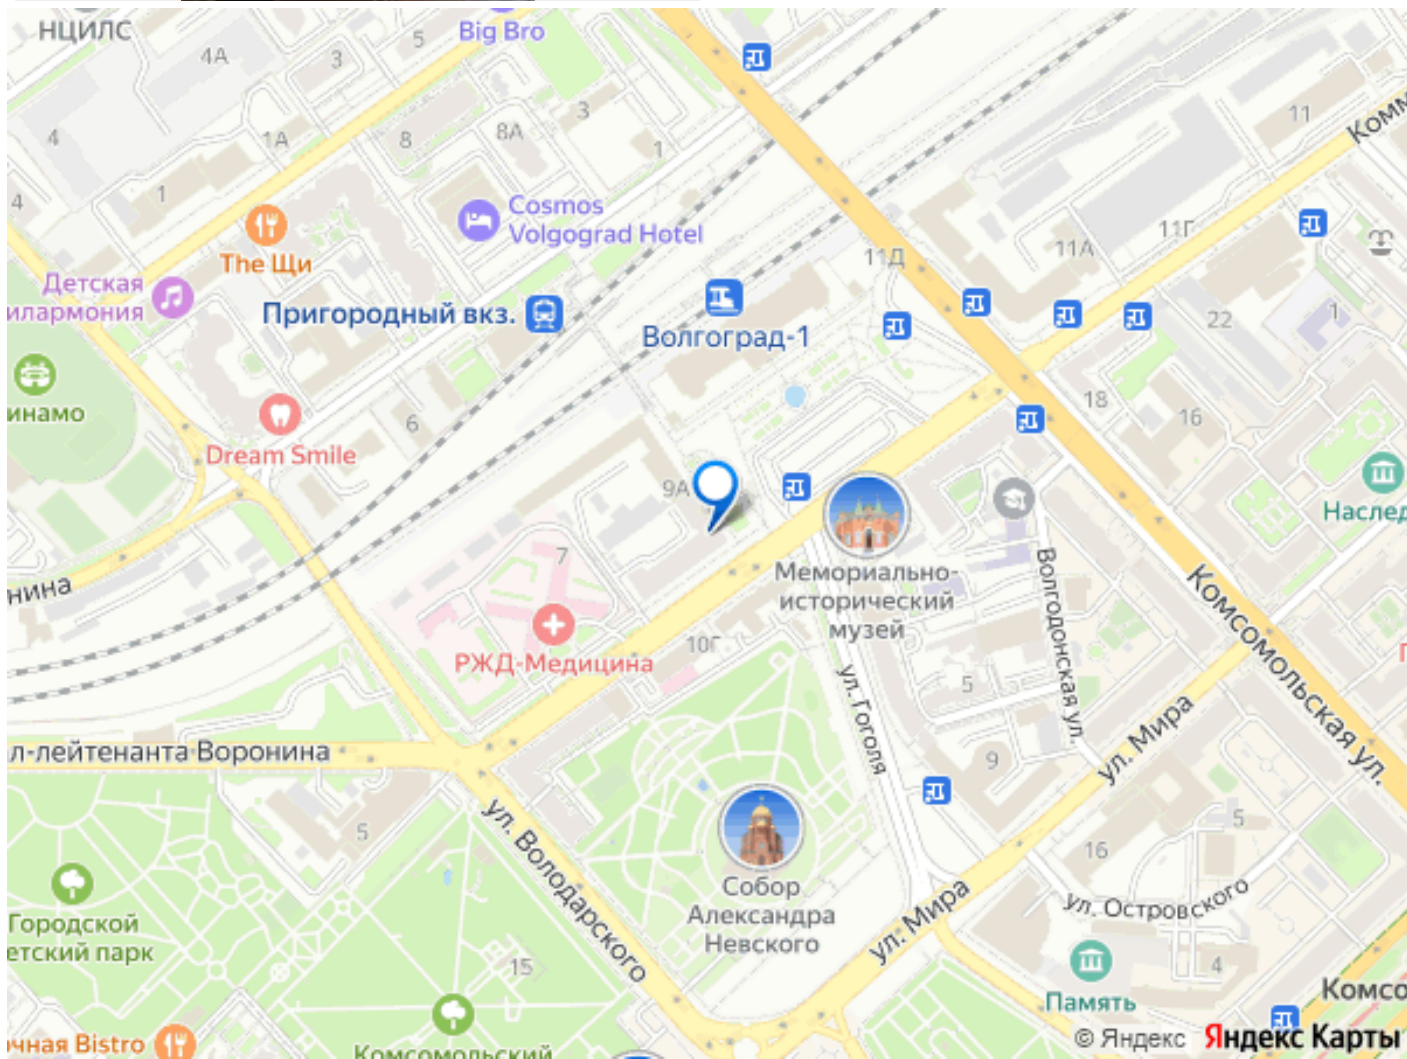 НЦИЛС
4А
5
Big Bro
3
4
1А
8
8А
3
1
11
Комм
4
1
Cosmos
Volgograd Hotel
The Щи
11Д
11А
11Г
Детская
илармония
Пригородный вкз.
Волгоград-1
22
1
инамо
6
18
16
Dream Smile
9А
Наслед
7
Мемориально-
исторический
музей
Волгодонская ул.
Комсомольская ул.
нина
РЖД-Медицина
10Г
ул. Гоголя
5
ул. Мира
л-лейтенанта Воронина
9
5
ул. Володарского
5
16
Собор
Александра
Невского
ул. Мира
ул. Островского
Городской
етский парк
15
4
Память
Комсо
чная Bistro
Комсомольский
© Яндекс Яндекс Карты